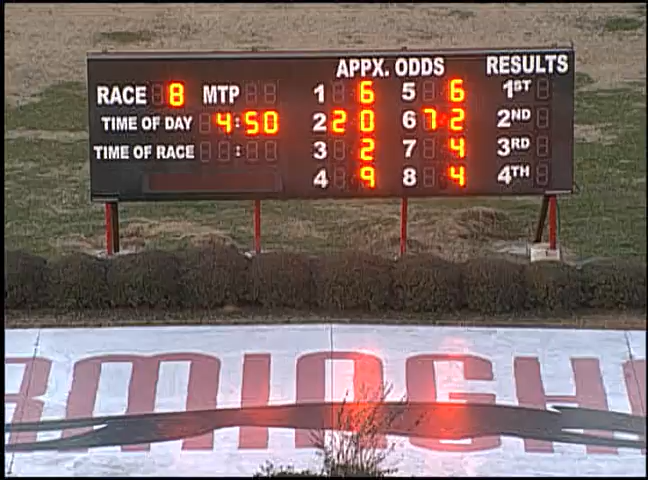 APPX. ODDS RESULTS
RACE 8 MTP 1 6 5 6 1ST
TIME OF DAY 4:50 2 20 6 72 2ND
TIME OF RACE : 3 2 7 4 3RD
4 9 8 4 4TH
RMINGH